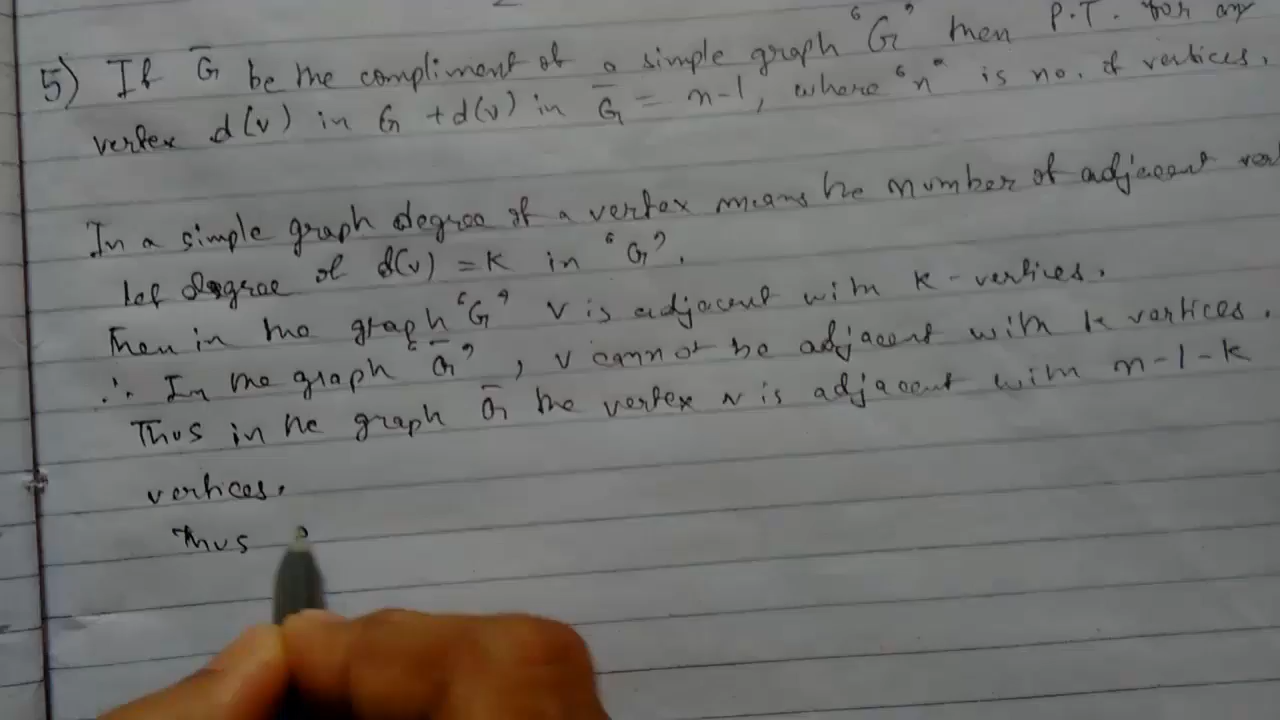 5) If G̅ be the compliment of a simple graph "G" then P.T. for any
vertex d(v) in G + d(v) in G̅ = n-1, where "n" is no. of vertices.
In a simple graph degree of a vertex means the number of adjacent
let degree of d(v) = K in "G".
Then in the graph "G" v is adjacent with k-vertices.
∴ In the graph "G̅", v cannot be adjacent with k vertices.
Thus in the graph G̅ the vertex v is adjacent with n-1-k
vertices.
Thus